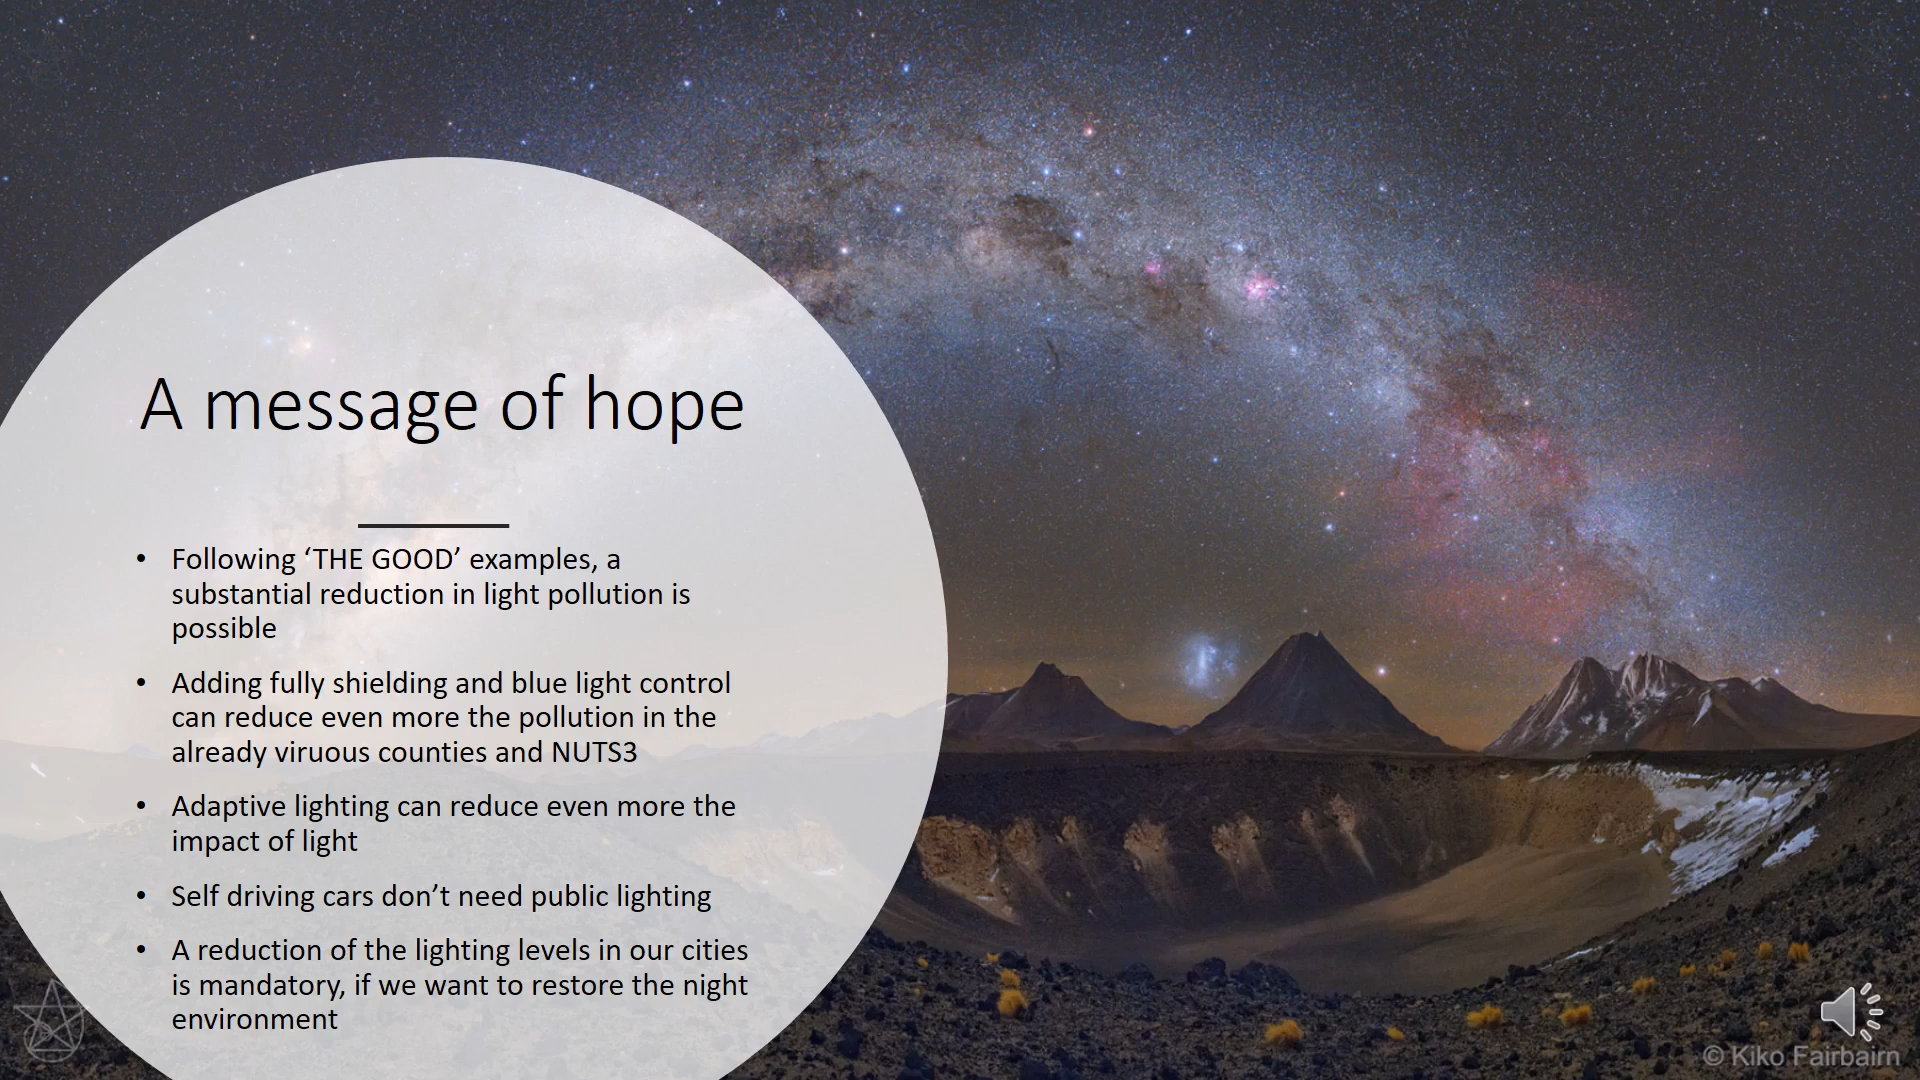 A message of hope
• Following ‘THE GOOD’ examples, a
substantial reduction in light pollution is
possible
• Adding fully shielding and blue light control
can reduce even more the pollution in the
already viruous counties and NUTS3
• Adaptive lighting can reduce even more the
impact of light
• Self driving cars don’t need public lighting
• A reduction of the lighting levels in our cities
is mandatory, if we want to restore the night
environment
© Kiko Fairbairn